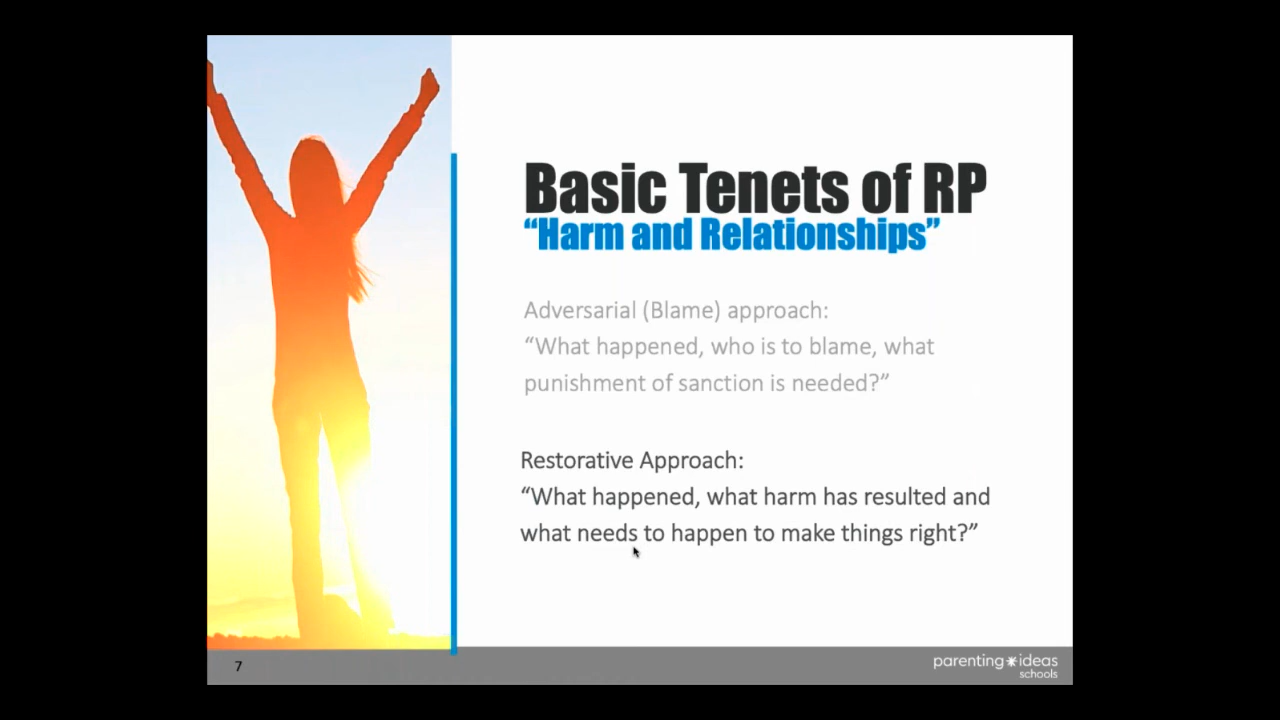 Basic Tenets of RP
“Harm and Relationships”
Adversarial (Blame) approach:
“What happened, who is to blame, what
punishment of sanction is needed?”
Restorative Approach:
“What happened, what harm has resulted and
what needs to happen to make things right?”
7
parenting*ideas
schools